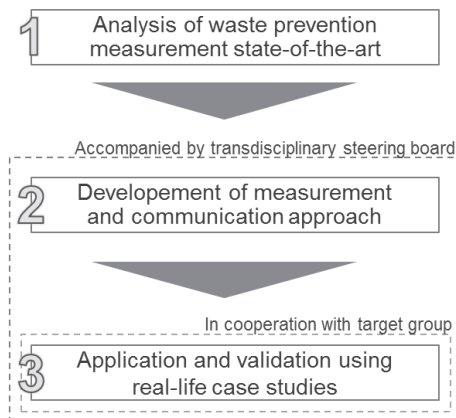 1
Analysis of waste prevention
measurement state-of-the-art
Accompanied by transdisciplinary steering board
2
Developement of measurement
and communication approach
In cooperation with target group
3
Application and validation using
real-life case studies